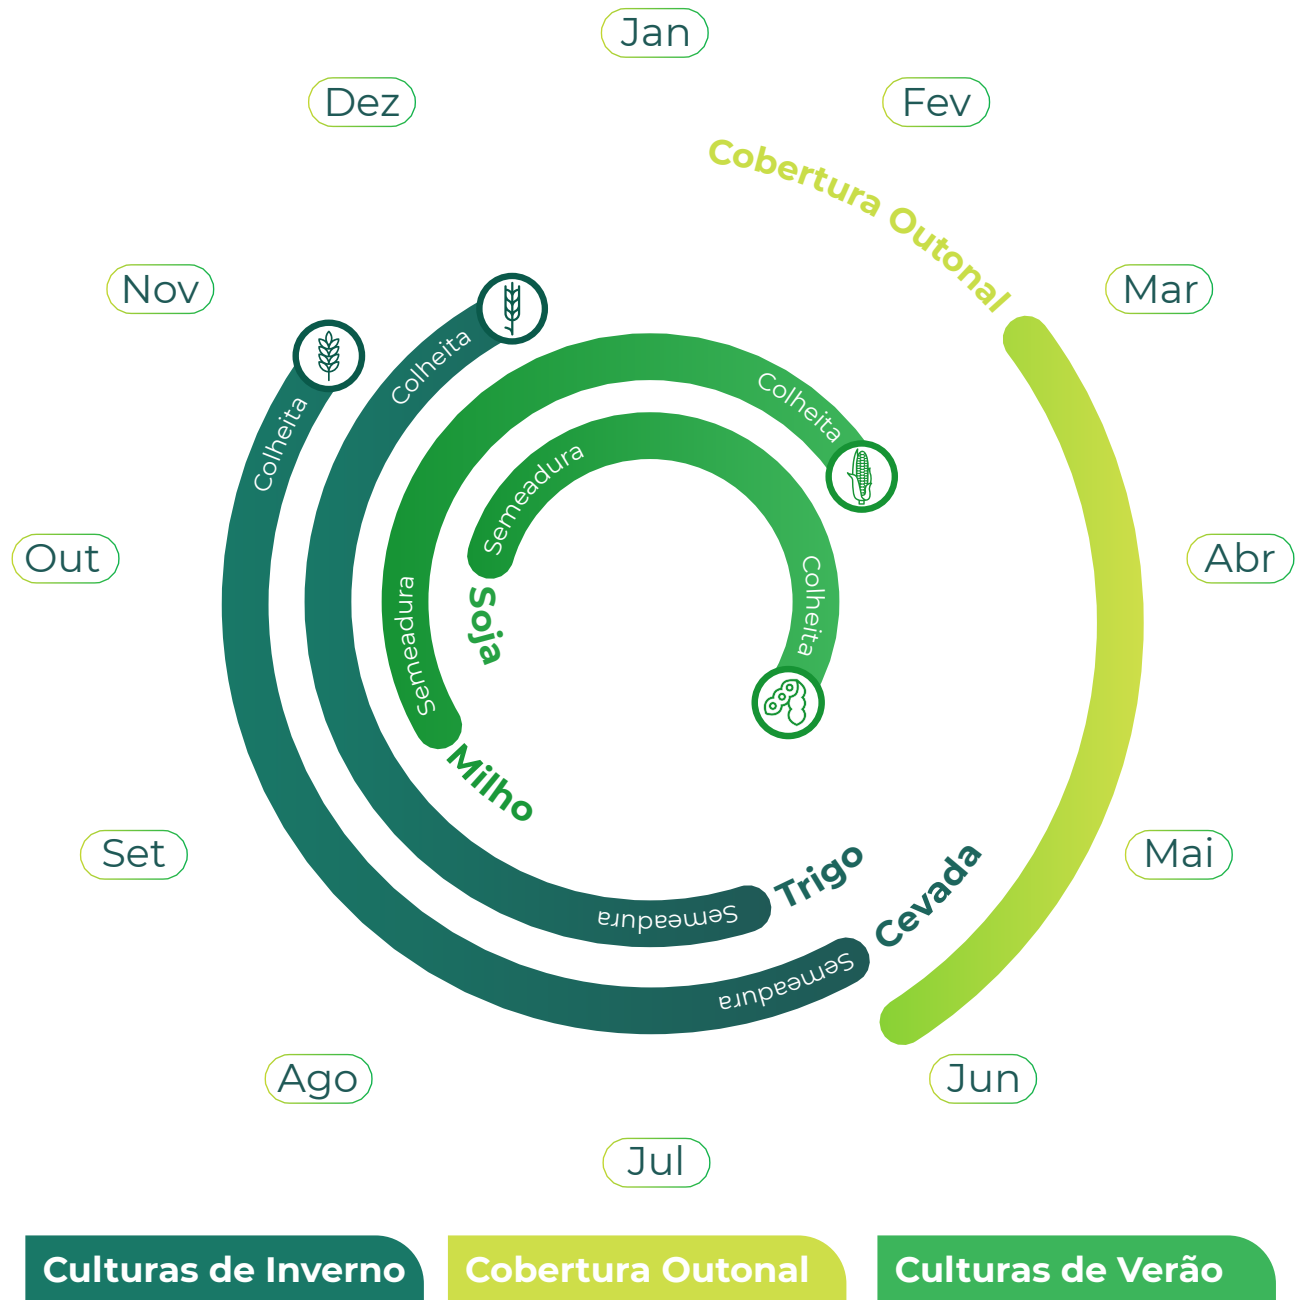 Jan
Dez
Fev
Cobertura Outonal
Nov
Mar
Colheita
Colheita
Colheita
Semeadura
Out
Abr
Colheita
Semeadura
Soja
Milho
Set
Mai
Trigo
Cevada
Semeadura
Semeadura
Ago
Jun
Jul
Culturas de Inverno
Cobertura Outonal
Culturas de Verão